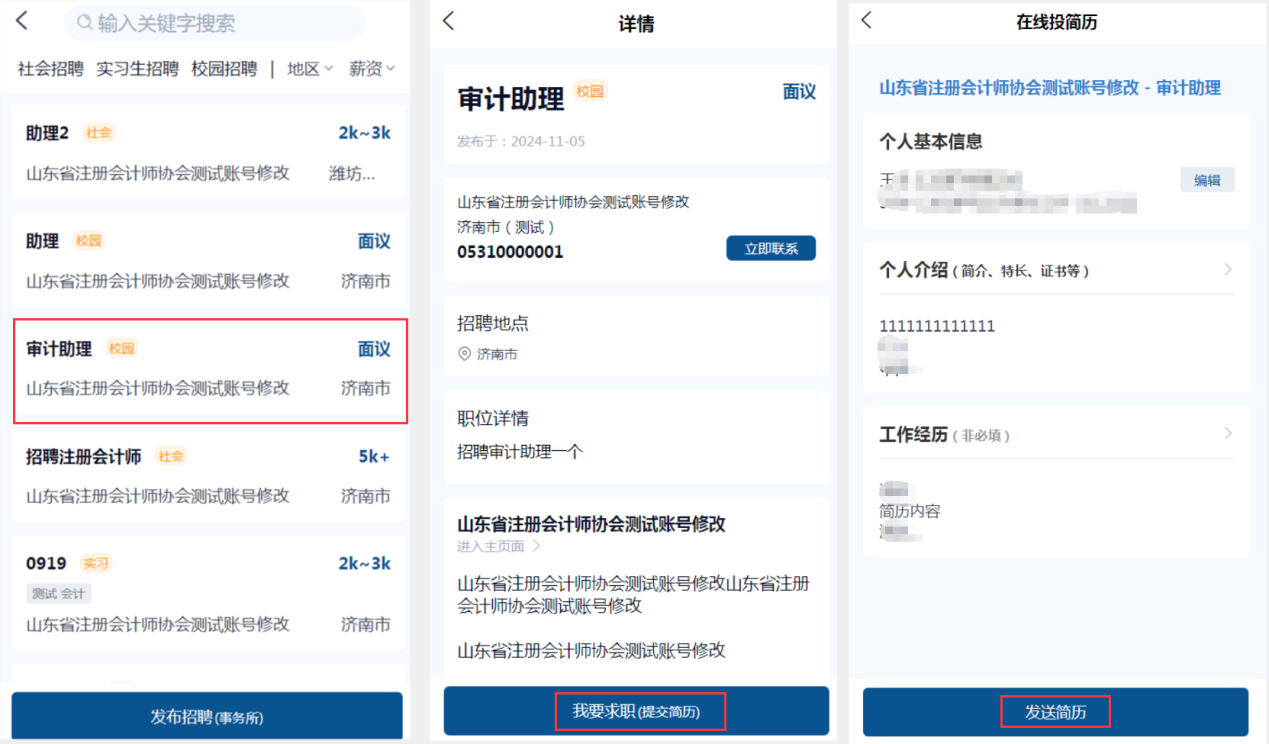 输入关键字搜索
社会招聘 实习生招聘 校园招聘 | 地区 薪资
助理2 社会 2k~3k
山东省注册会计师协会测试账号修改 潍坊...
助理 校园 面议
山东省注册会计师协会测试账号修改 济南市
审计助理 校园 面议
山东省注册会计师协会测试账号修改 济南市
招聘注册会计师 社会 5k+
山东省注册会计师协会测试账号修改 济南市
0919 实习 2k~3k
测试 会计
山东省注册会计师协会测试账号修改 济南市
发布招聘(事务所)
详情
审计助理 校园 面议
发布于：2024-11-05
山东省注册会计师协会测试账号修改
济南市（测试）
05310000001 立即联系
招聘地点
济南市
职位详情
招聘审计助理一个
山东省注册会计师协会测试账号修改
进入主页面
山东省注册会计师协会测试账号修改山东省注册
会计师协会测试账号修改
山东省注册会计师协会测试账号修改
我要求职(提交简历)
在线投简历
山东省注册会计师协会测试账号修改 - 审计助理
个人基本信息
编辑
个人介绍（简介、特长、证书等）
1111111111111
工作经历（非必填）
简历内容
发送简历